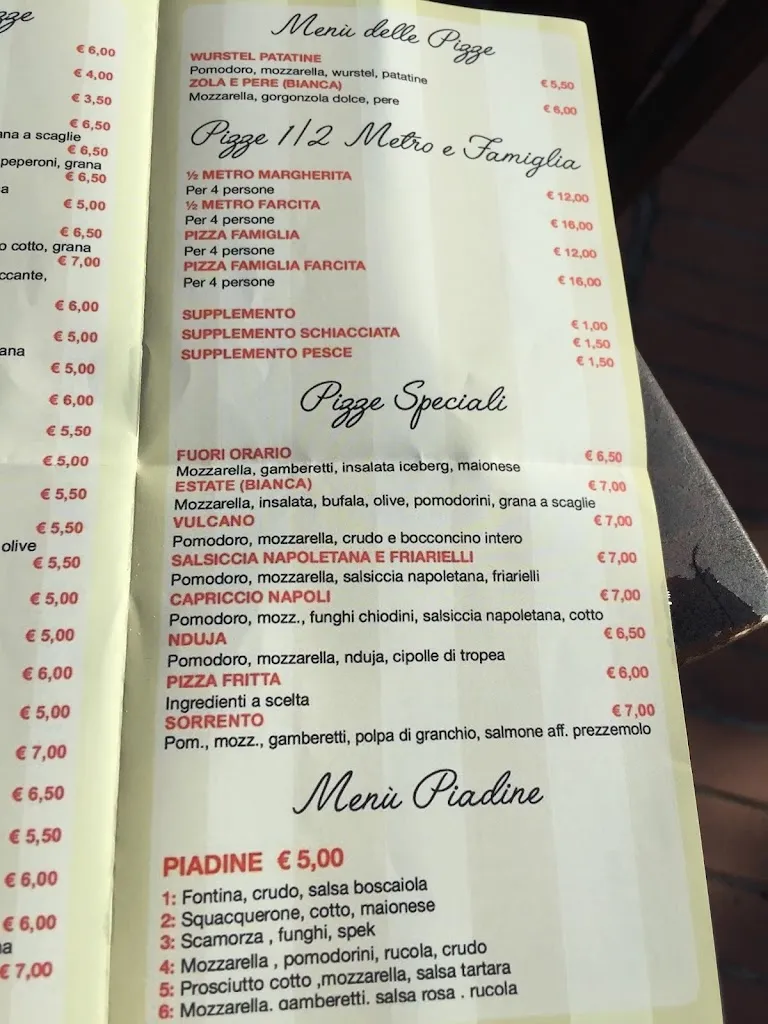 zze
€ 6,00
€ 4,00
€ 3,50
€ 6,50
ana a scaglie
€ 6,50
peperoni, grana
€ 6,50
a
€ 5,00
€ 6,50
o cotto, grana
€ 7,00
ccante,
€ 6,00
€ 5,00
ana
€ 5,00
€ 6,00
€ 5,50
€ 5,00
€ 5,50
€ 5,50
olive
€ 5,50
€ 5,00
€ 5,00
€ 6,00
€ 5,00
€ 7,00
€ 6,50
€ 5,50
€ 6,00
€ 6,00
na
€ 7,00
Menù delle Pizze
WURSTEL PATATINE
Pomodoro, mozzarella, wurstel, patatine € 5,50
ZOLA E PERE (BIANCA)
Mozzarella, gorgonzola dolce, pere € 6,00
Pizze 1/2 Metro e Famiglia
½ METRO MARGHERITA € 12,00
Per 4 persone
½ METRO FARCITA € 16,00
Per 4 persone
PIZZA FAMIGLIA € 12,00
Per 4 persone
PIZZA FAMIGLIA FARCITA € 16,00
Per 4 persone
SUPPLEMENTO € 1,00
SUPPLEMENTO SCHIACCIATA € 1,50
SUPPLEMENTO PESCE € 1,50
Pizze Speciali
FUORI ORARIO € 6,50
Mozzarella, gamberetti, insalata iceberg, maionese
ESTATE (BIANCA) € 7,00
Mozzarella, insalata, bufala, olive, pomodorini, grana a scaglie
VULCANO € 7,00
Pomodoro, mozzarella, crudo e bocconcino intero
SALSICCIA NAPOLETANA E FRIARIELLI € 7,00
Pomodoro, mozzarella, salsiccia napoletana, friarielli
CAPRICCIO NAPOLI € 7,00
Pomodoro, mozz., funghi chiodini, salsiccia napoletana, cotto
NDUJA € 6,50
Pomodoro, mozzarella, nduja, cipolle di tropea
PIZZA FRITTA € 6,00
Ingredienti a scelta
SORRENTO € 7,00
Pom., mozz., gamberetti, polpa di granchio, salmone aff. prezzemolo
Menù Piadine
PIADINE € 5,00
1: Fontina, crudo, salsa boscaiola
2: Squacquerone, cotto, maionese
3: Scamorza , funghi, spek
4: Mozzarella , pomodorini, rucola, crudo
5: Prosciutto cotto ,mozzarella, salsa tartara
6: Mozzarella, gamberetti, salsa rosa , rucola